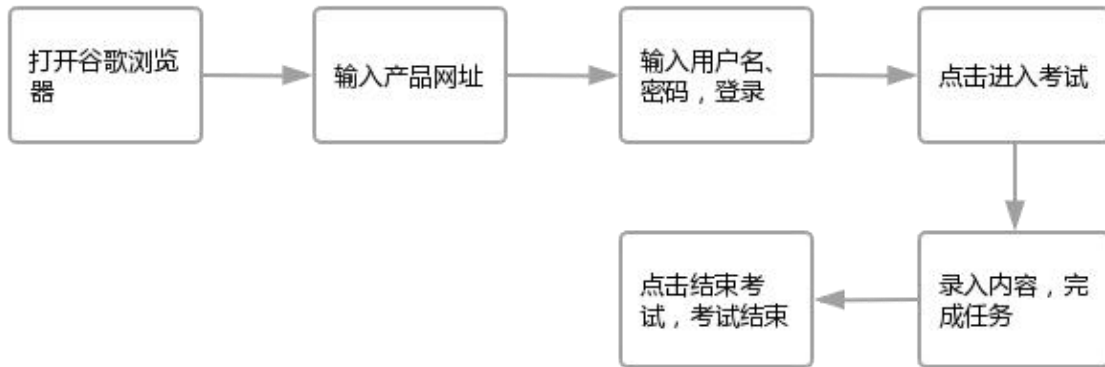 打开谷歌浏览
器
输入产品网址
输入用户名、
密码，登录
点击进入考试
录入内容，完
成任务
点击结束考
试，考试结束